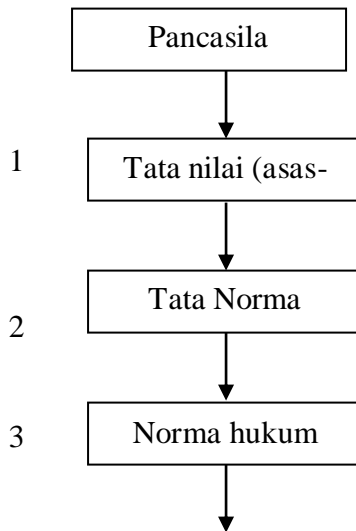 Pancasila
1
Tata nilai (asas-
Tata Norma
2
3
Norma hukum